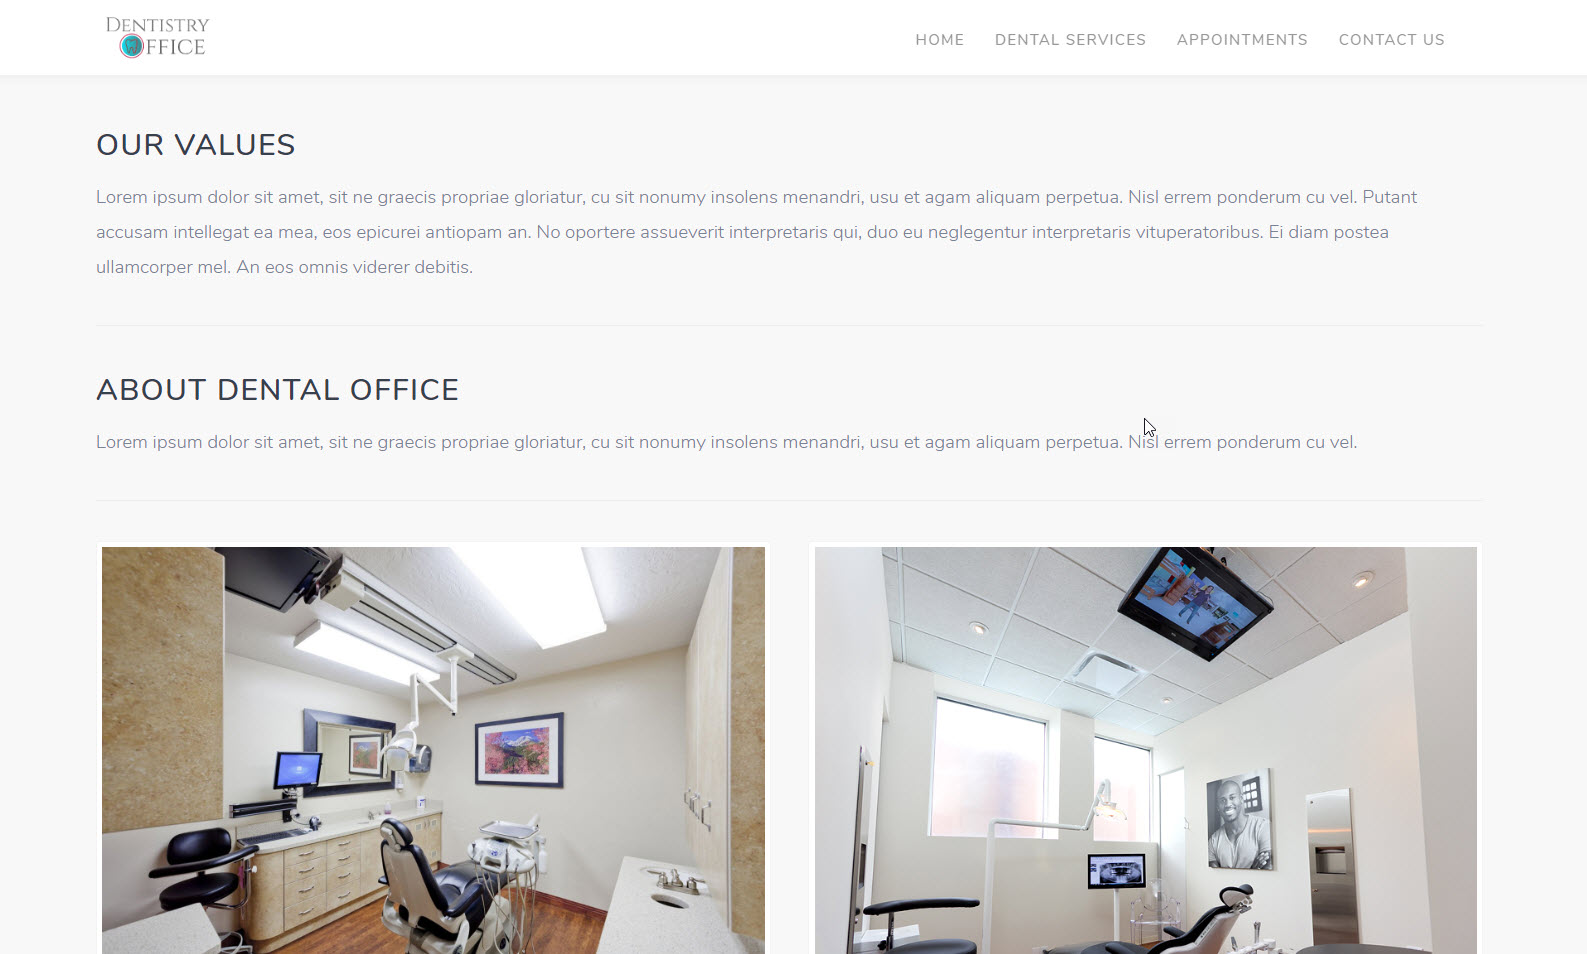 DENTISTRY
OFFICE
HOME DENTAL SERVICES APPOINTMENTS CONTACT US
OUR VALUES
Lorem ipsum dolor sit amet, sit ne graecis propriae gloriatur, cu sit nonumy insolens menandri, usu et agam aliquam perpetua. Nisl errem ponderum cu vel. Putant
accusam intellegat ea mea, eos epicurei antiopam an. No oportere assueverit interpretaris qui, duo eu neglegentur interpretaris vituperatoribus. Ei diam postea
ullamcorper mel. An eos omnis viderer debitis.
ABOUT DENTAL OFFICE
Lorem ipsum dolor sit amet, sit ne graecis propriae gloriatur, cu sit nonumy insolens menandri, usu et agam aliquam perpetua. Nisl errem ponderum cu vel.